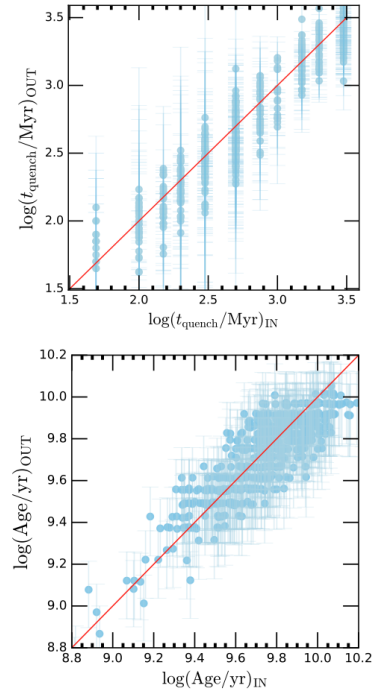 3.5
3.0
2.5
2.0
1.5
log(t_quench/Myr)_OUT
1.5 2.0 2.5 3.0 3.5
log(t_quench/Myr)_IN
10.2
10.0
9.8
9.6
9.4
9.2
9.0
8.8
log(Age/yr)_OUT
8.8 9.0 9.2 9.4 9.6 9.8 10.0 10.2
log(Age/yr)_IN